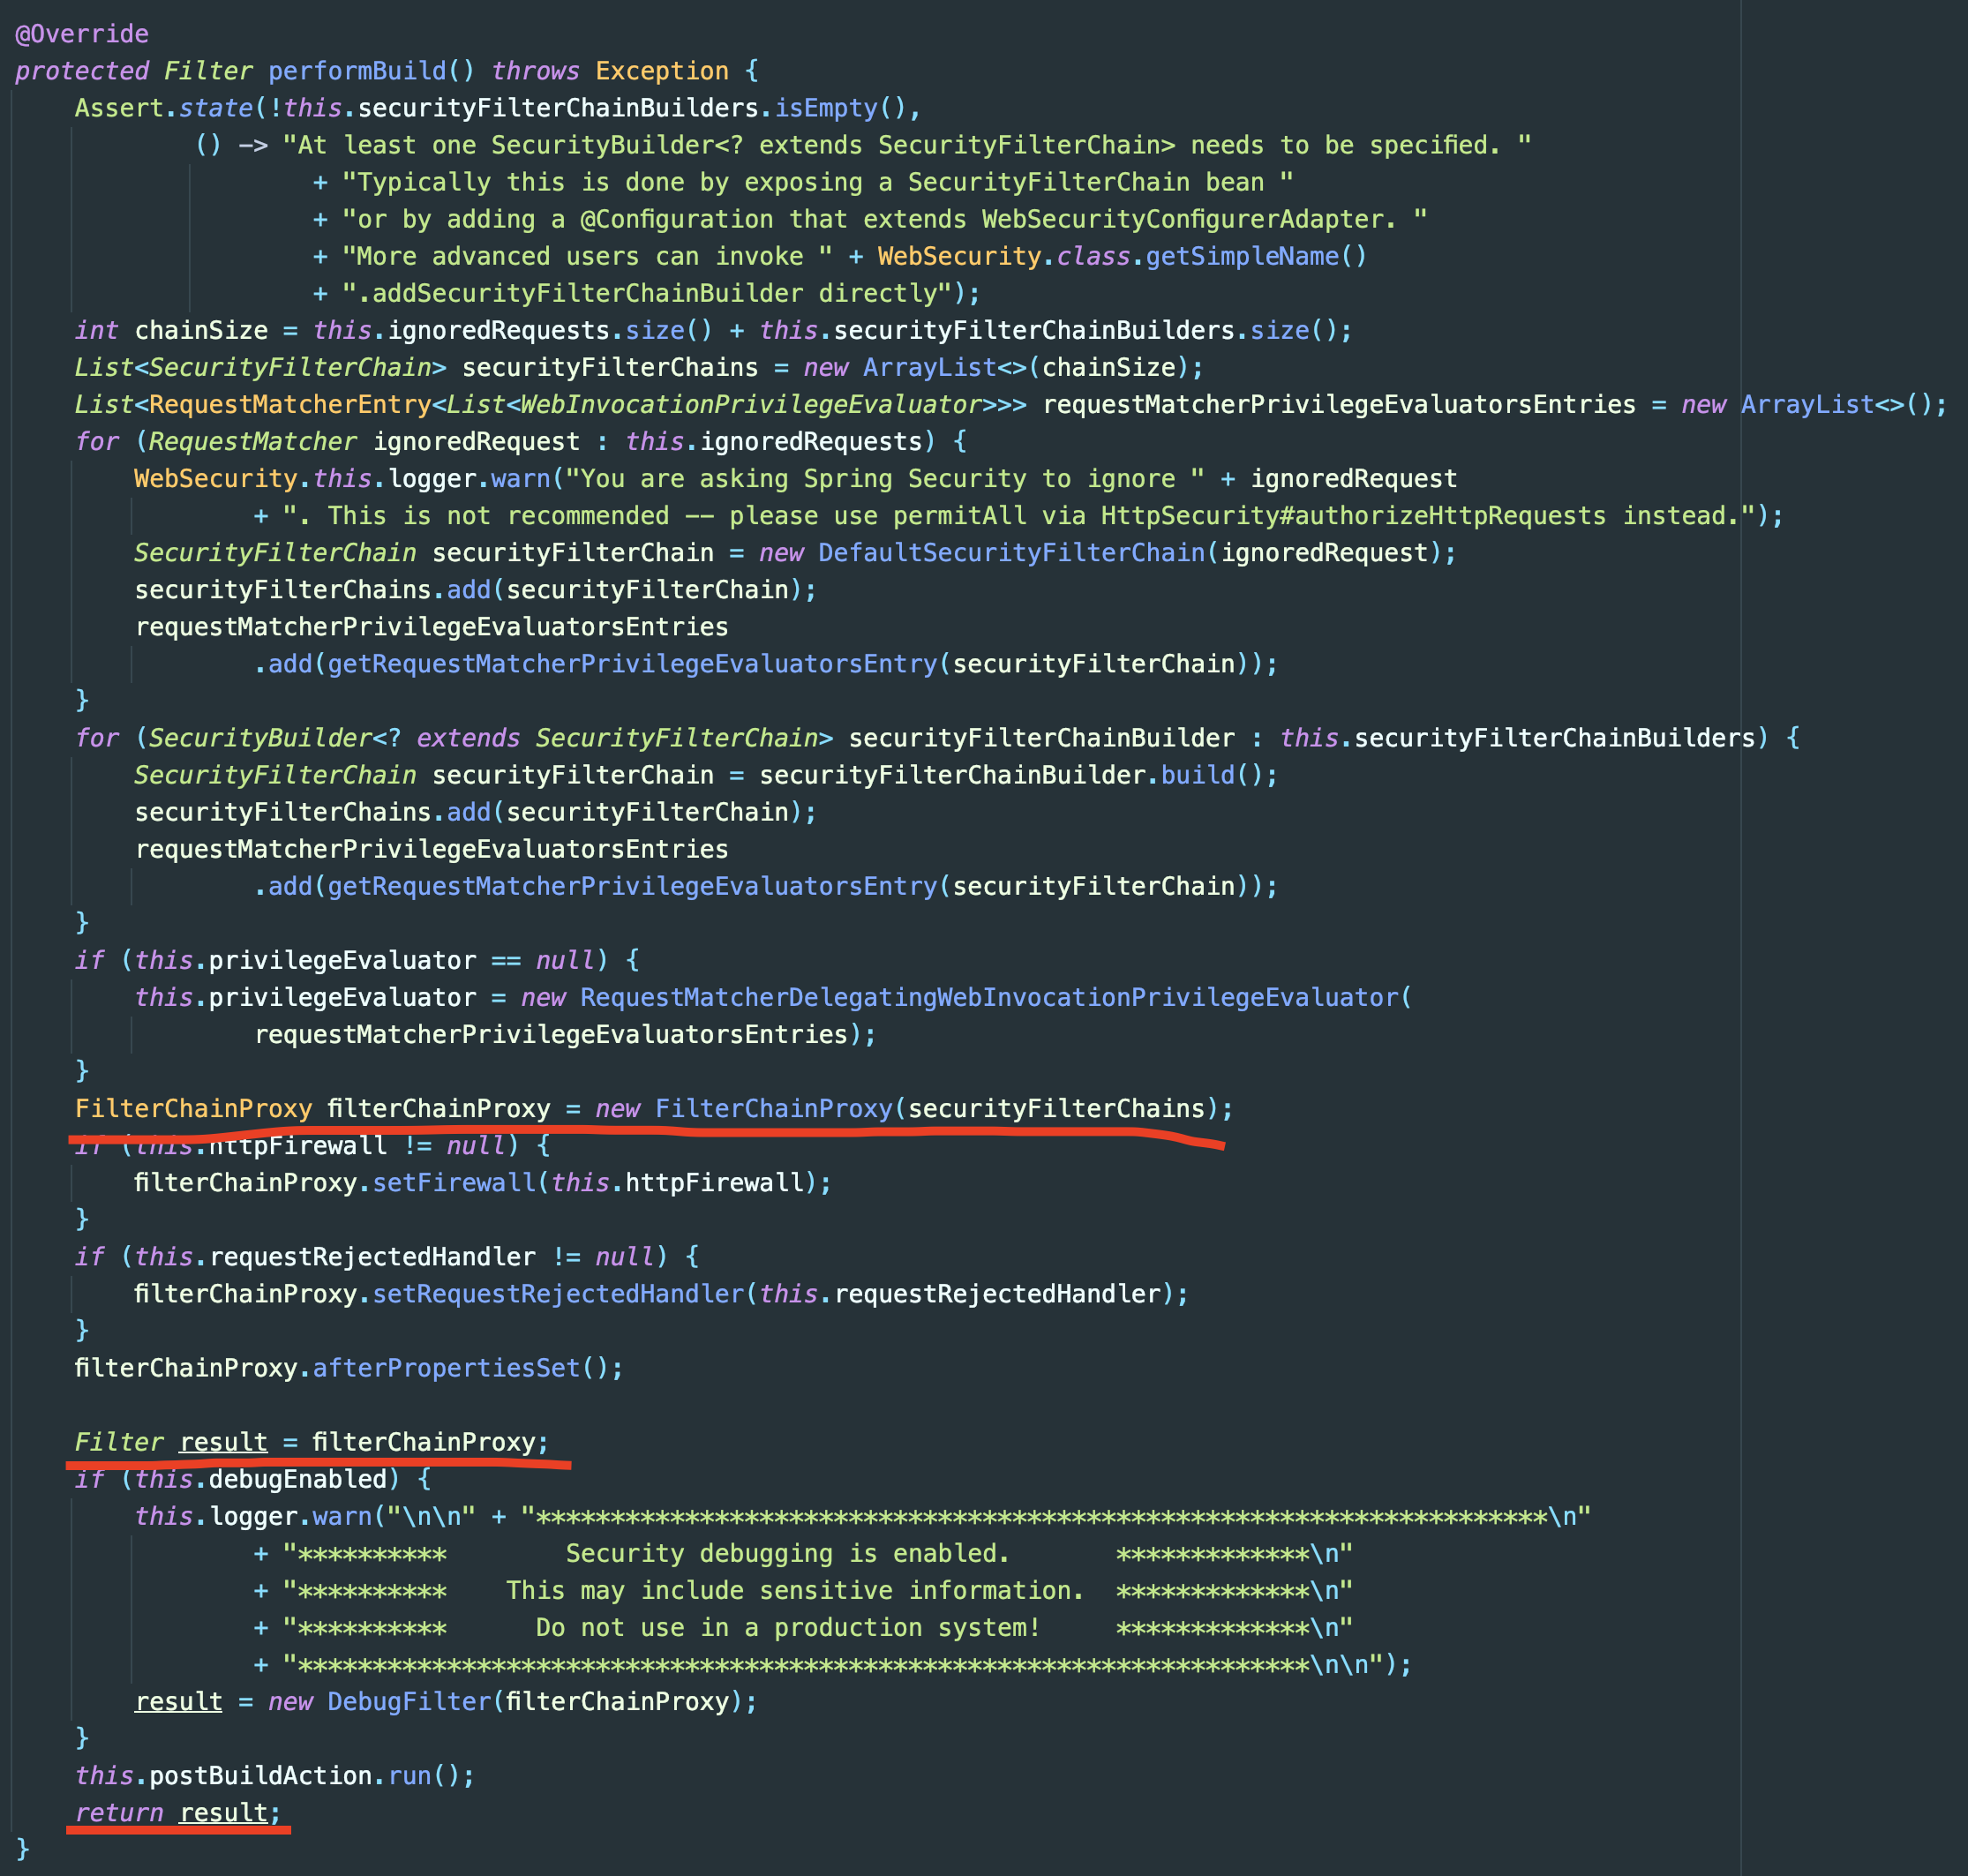 @Override
protected Filter performBuild() throws Exception {
    Assert.state(!this.securityFilterChainBuilders.isEmpty(),
            () -> "At least one SecurityBuilder<? extends SecurityFilterChain> needs to be specified. "
                    + "Typically this is done by exposing a SecurityFilterChain bean "
                    + "or by adding a @Configuration that extends WebSecurityConfigurerAdapter. "
                    + "More advanced users can invoke " + WebSecurity.class.getSimpleName()
                    + ".addSecurityFilterChainBuilder directly");
    int chainSize = this.ignoredRequests.size() + this.securityFilterChainBuilders.size();
    List<SecurityFilterChain> securityFilterChains = new ArrayList<>(chainSize);
    List<RequestMatcherEntry<List<WebInvocationPrivilegeEvaluator>>> requestMatcherPrivilegeEvaluatorsEntries = new ArrayList<>();
    for (RequestMatcher ignoredRequest : this.ignoredRequests) {
        WebSecurity.this.logger.warn("You are asking Spring Security to ignore " + ignoredRequest
                + ". This is not recommended -- please use permitAll via HttpSecurity#authorizeHttpRequests instead.");
        SecurityFilterChain securityFilterChain = new DefaultSecurityFilterChain(ignoredRequest);
        securityFilterChains.add(securityFilterChain);
        requestMatcherPrivilegeEvaluatorsEntries
                .add(getRequestMatcherPrivilegeEvaluatorsEntry(securityFilterChain));
    }
    for (SecurityBuilder<? extends SecurityFilterChain> securityFilterChainBuilder : this.securityFilterChainBuilders) {
        SecurityFilterChain securityFilterChain = securityFilterChainBuilder.build();
        securityFilterChains.add(securityFilterChain);
        requestMatcherPrivilegeEvaluatorsEntries
                .add(getRequestMatcherPrivilegeEvaluatorsEntry(securityFilterChain));
    }
    if (this.privilegeEvaluator == null) {
        this.privilegeEvaluator = new RequestMatcherDelegatingWebInvocationPrivilegeEvaluator(
                requestMatcherPrivilegeEvaluatorsEntries);
    }
    FilterChainProxy filterChainProxy = new FilterChainProxy(securityFilterChains);
    if (this.httpFirewall != null) {
        filterChainProxy.setFirewall(this.httpFirewall);
    }
    if (this.requestRejectedHandler != null) {
        filterChainProxy.setRequestRejectedHandler(this.requestRejectedHandler);
    }
    filterChainProxy.afterPropertiesSet();

    Filter result = filterChainProxy;
    if (this.debugEnabled) {
        this.logger.warn("\n\n" + "********************************************************************\n"
                + "**********        Security debugging is enabled.       *************\n"
                + "**********    This may include sensitive information.  *************\n"
                + "**********      Do not use in a production system!     *************\n"
                + "********************************************************************\n\n");
        result = new DebugFilter(filterChainProxy);
    }
    this.postBuildAction.run();
    return result;
}